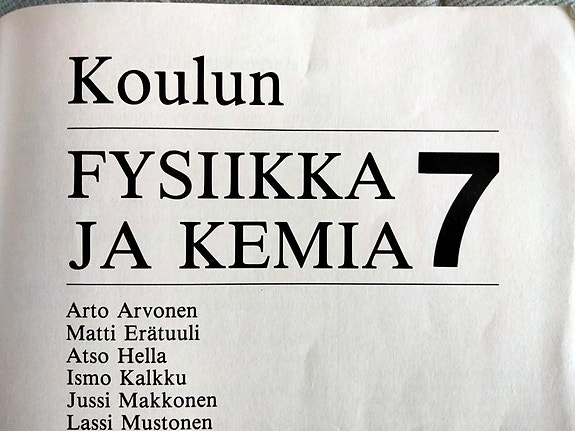 Koulun
FYSIIKKA
JA KEMIA 7
Arto Arvonen
Matti Erätuuli
Atso Hella
Ismo Kalkku
Jussi Makkonen
Lassi Mustonen